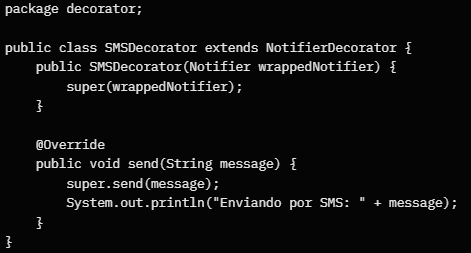 package decorator;

public class SMSDecorator extends NotifierDecorator {
    public SMSDecorator(Notifier wrappedNotifier) {
        super(wrappedNotifier);
    }

    @Override
    public void send(String message) {
        super.send(message);
        System.out.println("Enviando por SMS: " + message);
    }
}